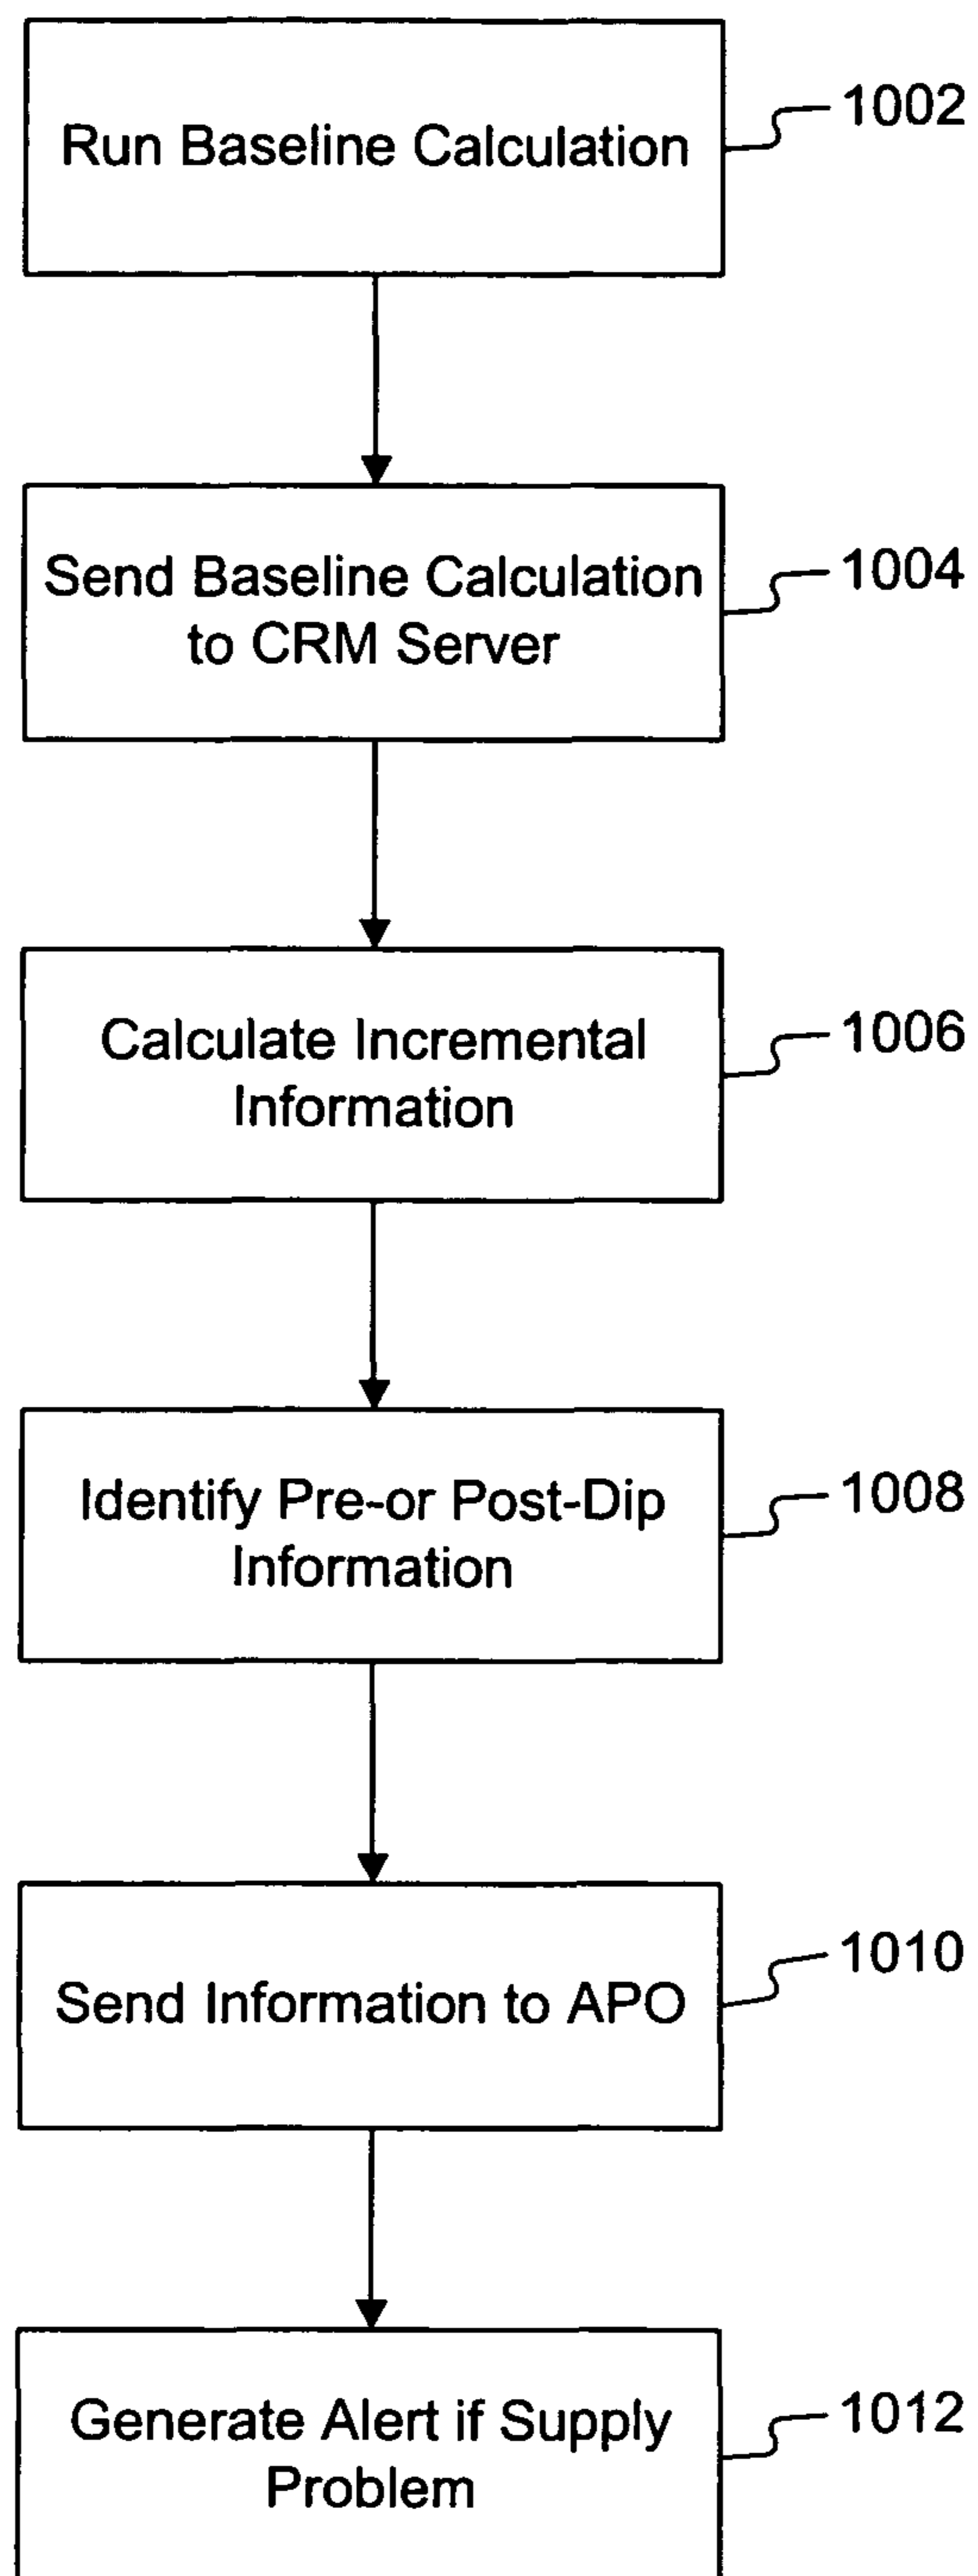 Run Baseline Calculation
1002
Send Baseline Calculation
to CRM Server
1004
Calculate Incremental
Information
1006
Identify Pre-or Post-Dip
Information
1008
Send Information to APO
1010
Generate Alert if Supply
Problem
1012